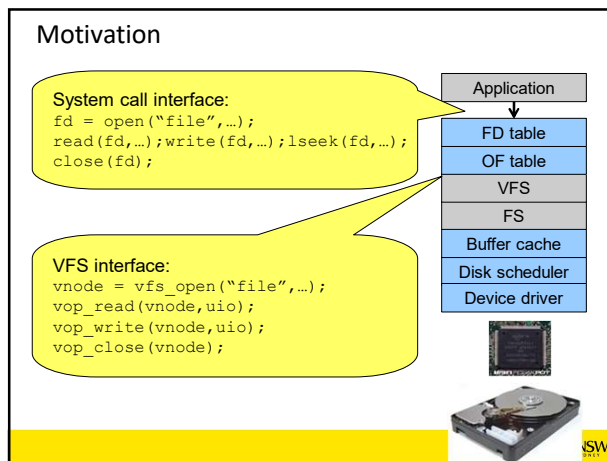 Motivation
System call interface:
fd = open(“file”,…);
read(fd,…);write(fd,…);lseek(fd,…);
close(fd);
VFS interface:
vnode = vfs_open(“file”,…);
vop_read(vnode,uio);
vop_write(vnode,uio);
vop_close(vnode);
Application
FD table
OF table
VFS
FS
Buffer cache
Disk scheduler
Device driver
NSW